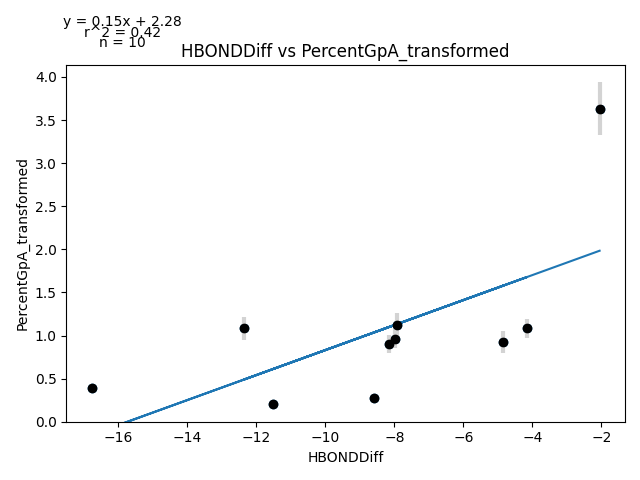 y = 0.15x + 2.28
r^2 = 0.42
n = 10
HBONDDiff vs PercentGpA_transformed
4.0
3.5
3.0
2.5
2.0
1.5
1.0
0.5
0.0
PercentGpA_transformed
−16 −14 −12 −10 −8 −6 −4 −2
HBONDDiff